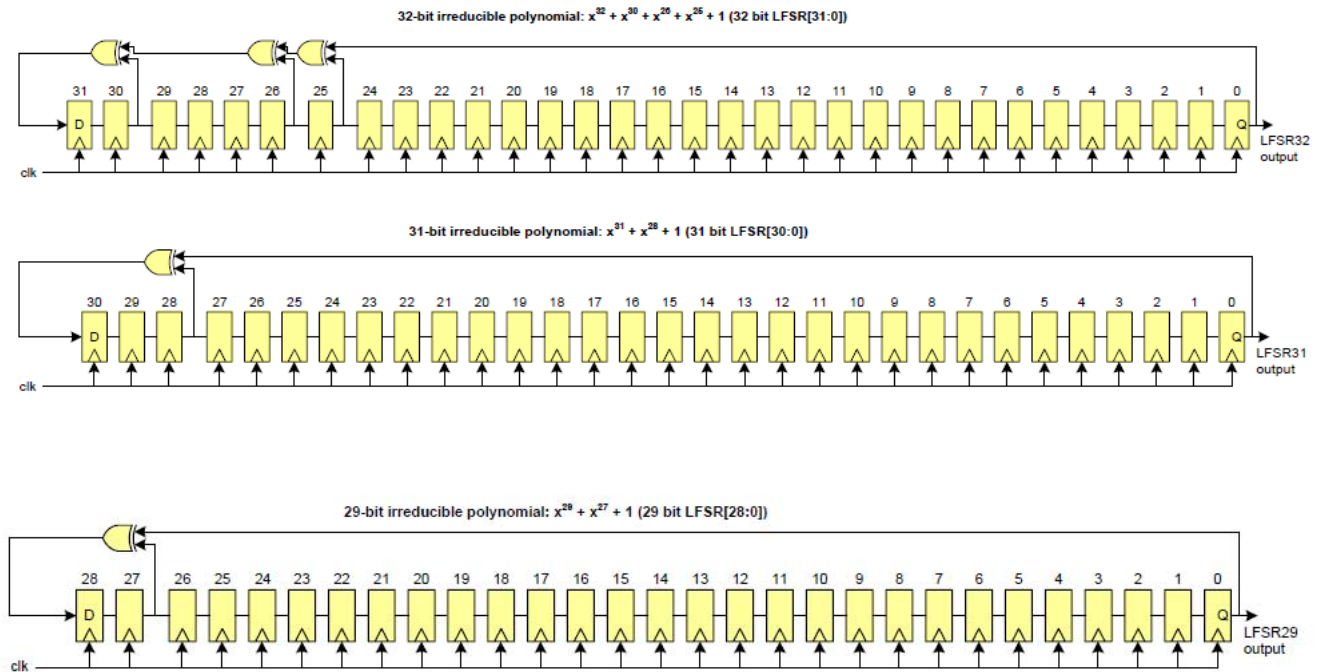 32-bit irreducible polynomial: x³² + x³⁰ + x²⁶ + x²⁵ + 1 (32 bit LFSR[31:0])
31 30 29 28 27 26 25 24 23 22 21 20 19 18 17 16 15 14 13 12 11 10 9 8 7 6 5 4 3 2 1 0
D Q
LFSR32
output
clk
31-bit irreducible polynomial: x³¹ + x²⁸ + 1 (31 bit LFSR[30:0])
30 29 28 27 26 25 24 23 22 21 20 19 18 17 16 15 14 13 12 11 10 9 8 7 6 5 4 3 2 1 0
D Q
LFSR31
output
clk
29-bit irreducible polynomial: x²⁹ + x²⁷ + 1 (29 bit LFSR[28:0])
28 27 26 25 24 23 22 21 20 19 18 17 16 15 14 13 12 11 10 9 8 7 6 5 4 3 2 1 0
D Q
LFSR29
output
clk